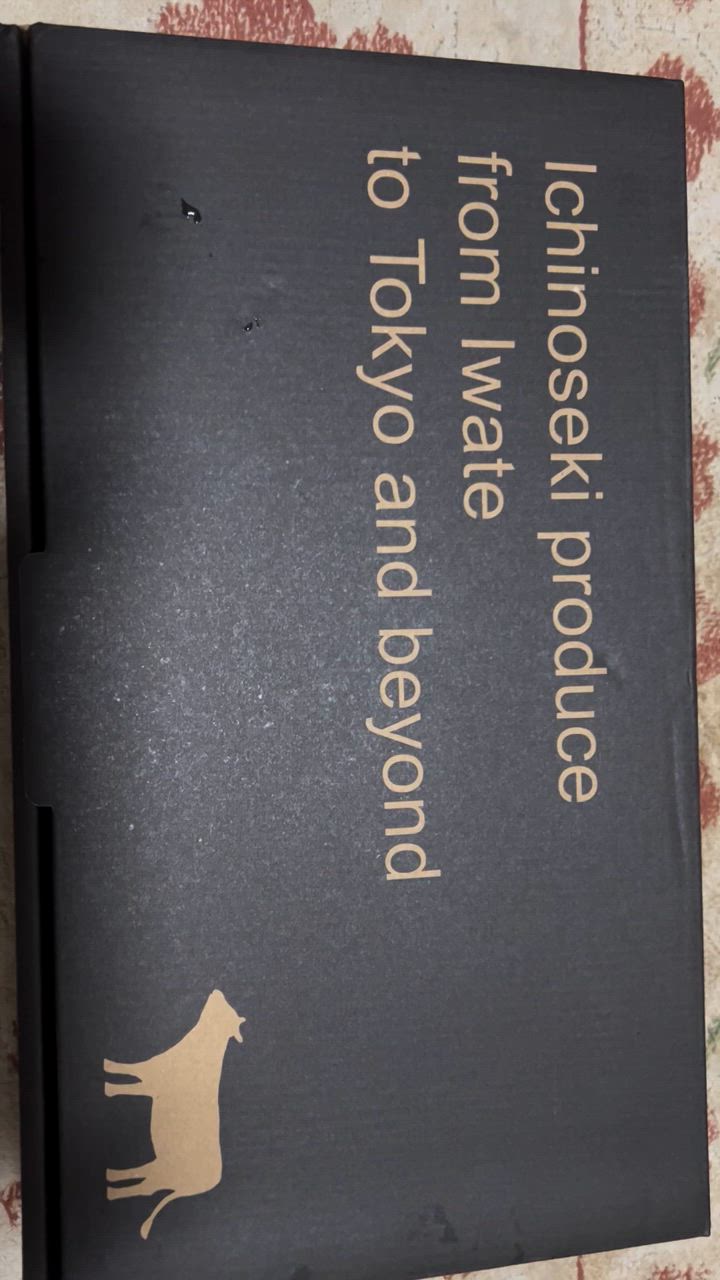 Ichinoseki produce
from Iwate
to Tokyo and beyond